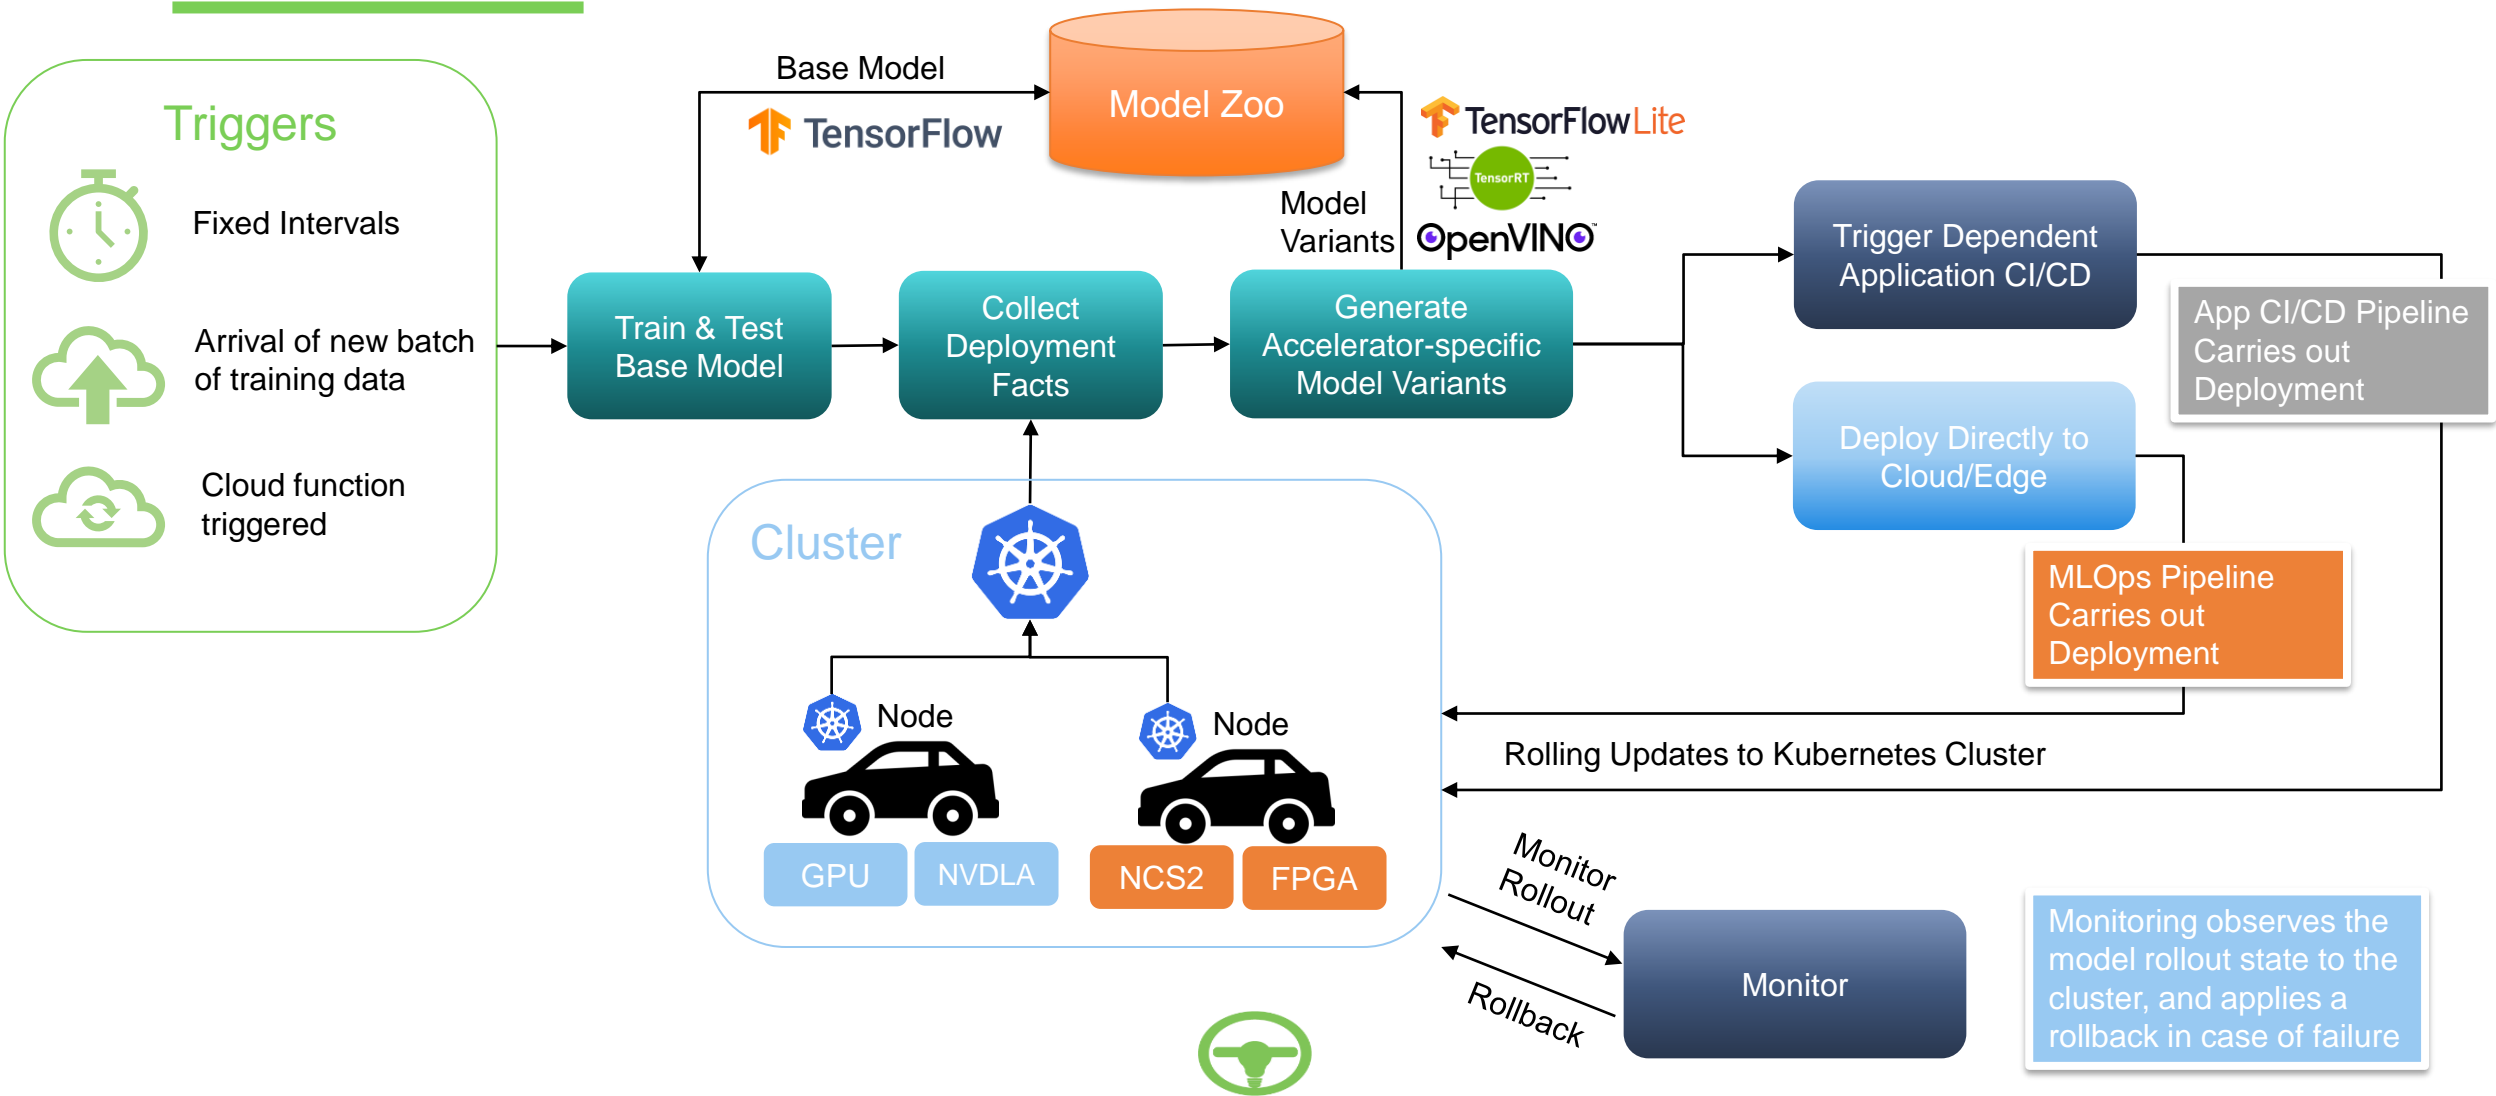 Triggers
Fixed Intervals
Arrival of new batch
of training data
Cloud function
triggered
Base Model
TensorFlow
Model Zoo
Model
Variants
TensorFlow Lite
TensorRT
OpenVINO™
Train & Test
Base Model
Collect
Deployment
Facts
Generate
Accelerator-specific
Model Variants
Trigger Dependent
Application CI/CD
App CI/CD Pipeline
Carries out
Deployment
Deploy Directly to
Cloud/Edge
MLOps Pipeline
Carries out
Deployment
Cluster
Node
Node
GPU
NVDLA
NCS2
FPGA
Rolling Updates to Kubernetes Cluster
Monitor
Rollout
Rollback
Monitor
Monitoring observes the
model rollout state to the
cluster, and applies a
rollback in case of failure